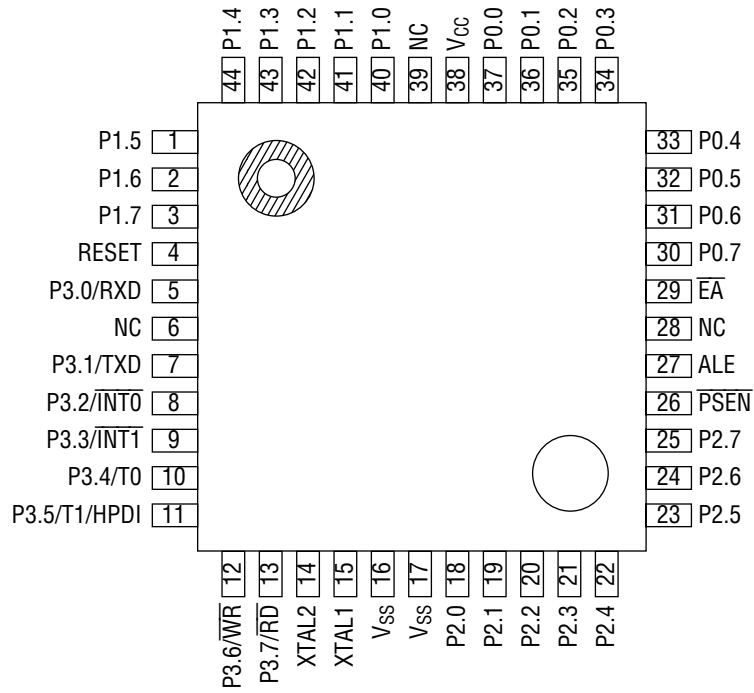 P1.4 P1.3 P1.2 P1.1 P1.0 NC VCC P0.0 P0.1 P0.2 P0.3
44 43 42 41 40 39 38 37 36 35 34
P1.5 1
P1.6 2
P1.7 3
RESET 4
P3.0/RXD 5
NC 6
P3.1/TXD 7
P3.2/I̅N̅T̅0̅ 8
P3.3/I̅N̅T̅1̅ 9
P3.4/T0 10
P3.5/T1/HPDI 11
33 P0.4
32 P0.5
31 P0.6
30 P0.7
29 E̅A̅
28 NC
27 ALE
26 P̅S̅E̅N̅
25 P2.7
24 P2.6
23 P2.5
12 13 14 15 16 17 18 19 20 21 22
P3.6/W̅R̅ P3.7/R̅D̅ XTAL2 XTAL1 VSS VSS P2.0 P2.1 P2.2 P2.3 P2.4